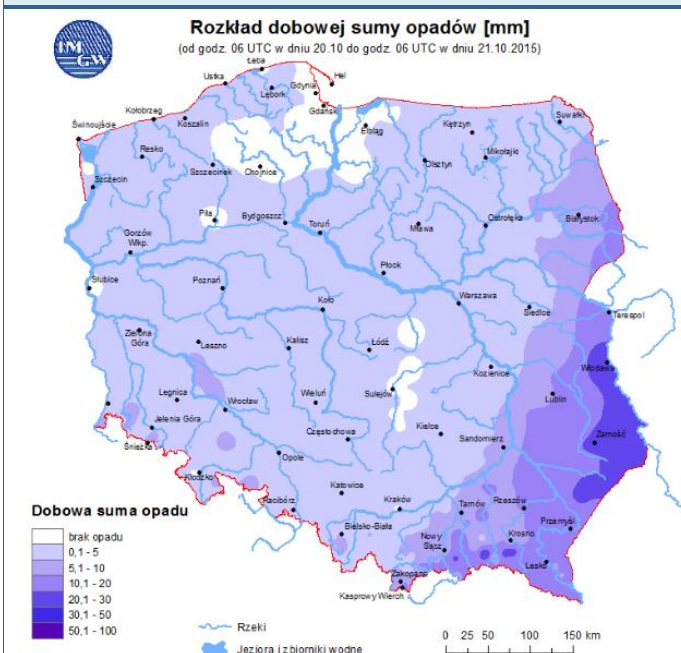 IM
GW
Rozkład dobowej sumy opadów [mm]
(od godz. 06 UTC w dniu 20.10 do godz. 06 UTC w dniu 21.10.2015)
Łeba
Ustka
Lębork
Gdynia
Hel
Gdańsk
Kołobrzeg
Koszalin
Elbląg
Kętrzyn
Suwałki
Świnoujście
Resko
Szczecinek
Chojnice
Olsztyn
Mikołajki
Szczecin
Piła
Bydgoszcz
Toruń
Mława
Ostrołęka
Białystok
Gorzów
Wlkp.
Płock
Słubice
Poznań
Koło
Warszawa
Siedlce
Terespol
Zielona
Góra
Leszno
Kalisz
Łódź
Kozienice
Włodawa
Legnica
Wrocław
Wieluń
Sulejów
Lublin
Jelenia Góra
Częstochowa
Kielce
Sandomierz
Zamość
Śnieżka
Kłodzko
Opole
Katowice
Racibórz
Kraków
Tarnów
Rzeszów
Przemyśl
Bielsko-Biała
Nowy
Sącz
Krosno
Lesko
Zakopane
Kasprowy Wierch
Dobowa suma opadu
brak opadu
0,1 - 5
5,1 - 10
10,1 - 20
20,1 - 30
30,1 - 50
50,1 - 100
Rzeki
Jeziora i zbiorniki wodne
0 25 50 100 150 km